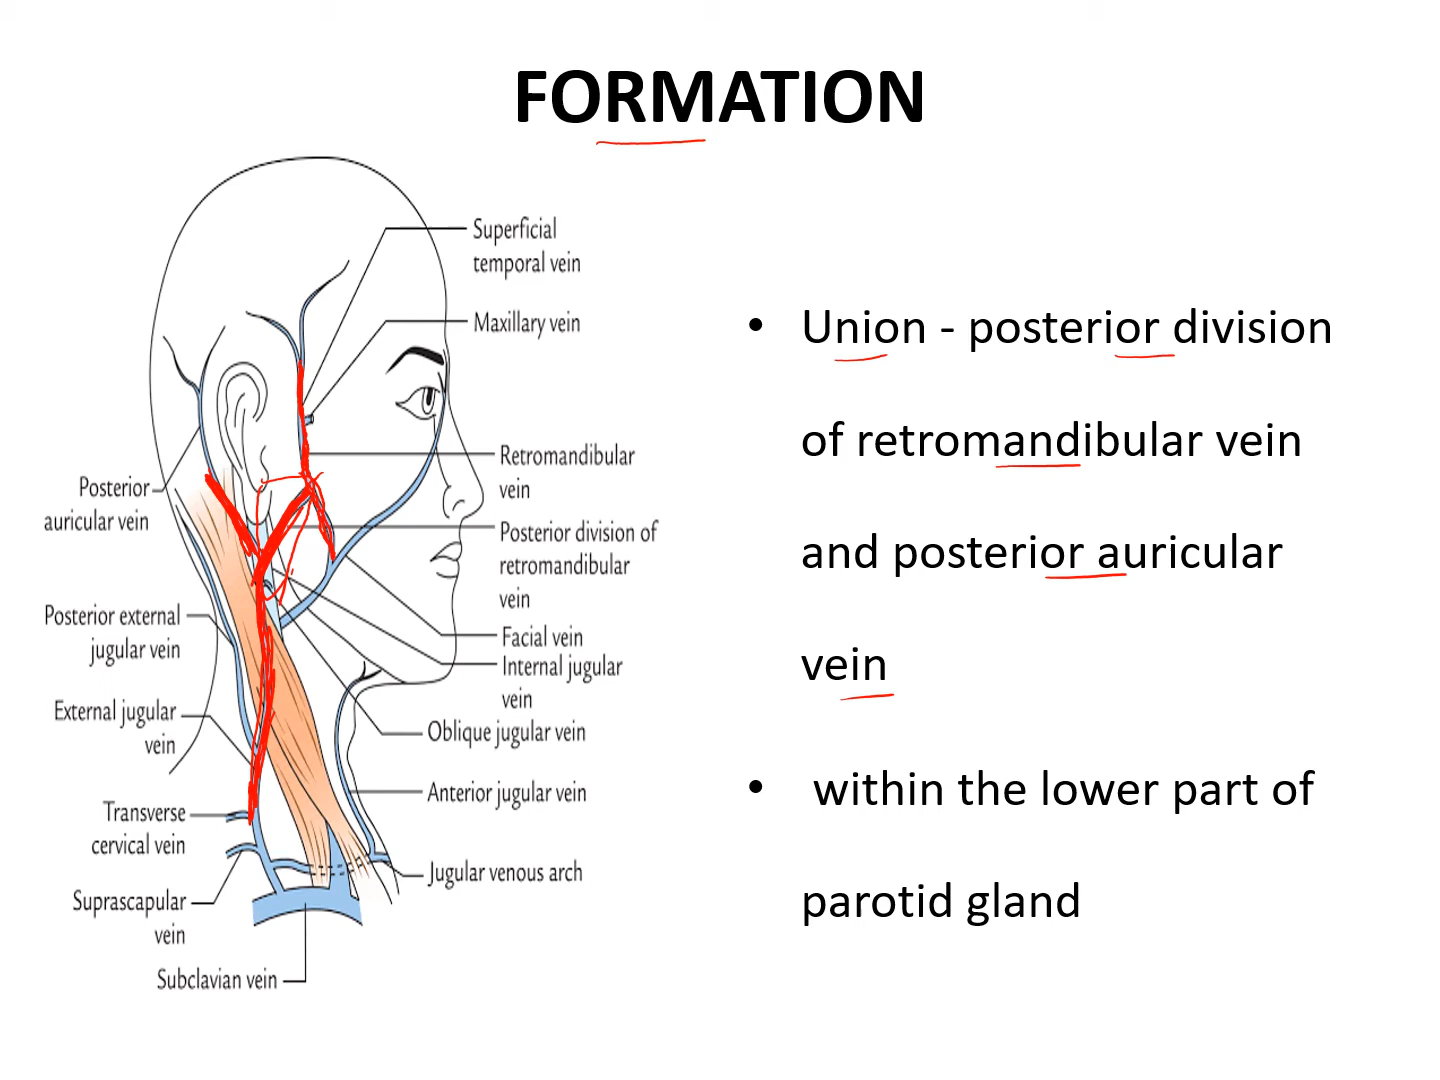 FORMATION
Superficial
temporal vein
Maxillary vein
Retromandibular
vein
Posterior division of
retromandibular
vein
Facial vein
Internal jugular
vein
Oblique jugular vein
Anterior jugular vein
Jugular venous arch
Posterior
auricular vein
Posterior external
jugular vein
External jugular
vein
Transverse
cervical vein
Suprascapular
vein
Subclavian vein
• Union - posterior division
of retromandibular vein
and posterior auricular
vein
• within the lower part of
parotid gland